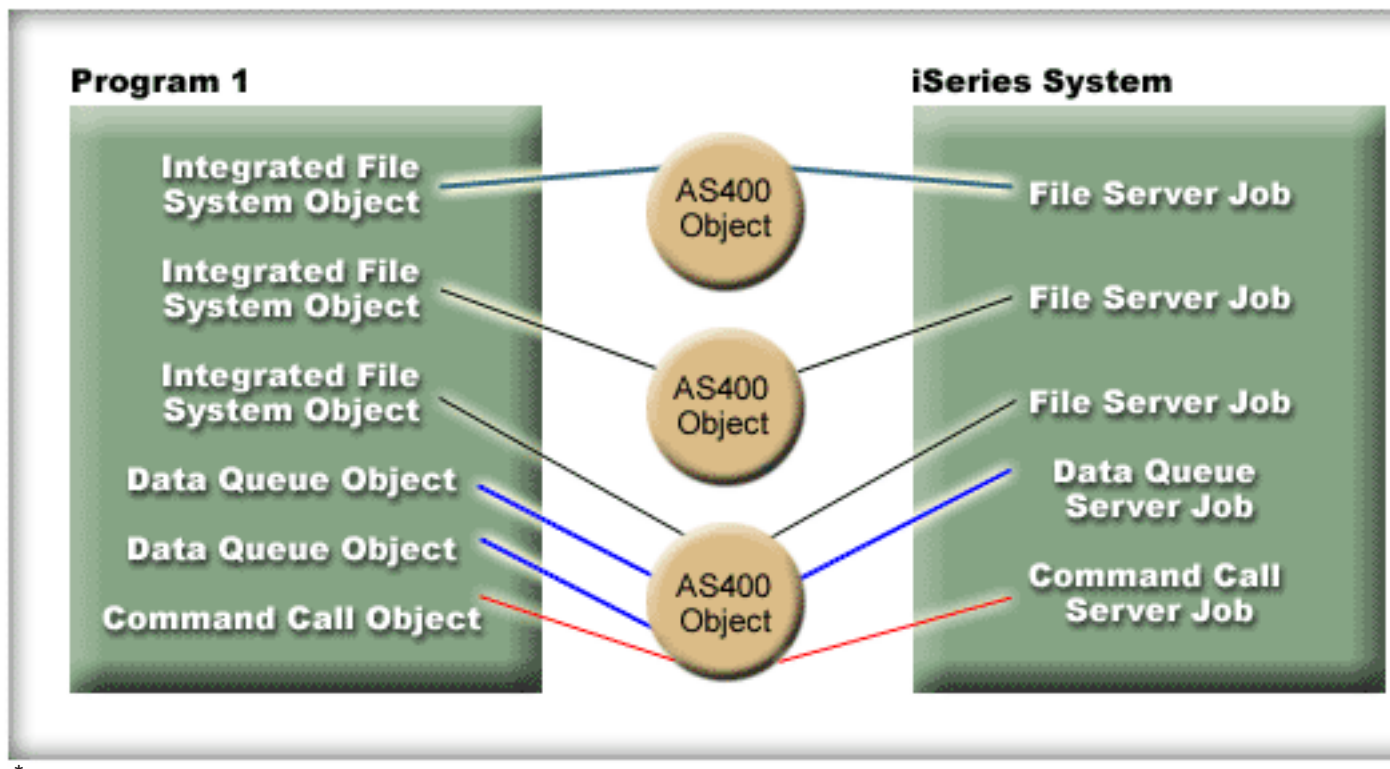 Program 1
Integrated File
System Object
Integrated File
System Object
Integrated File
System Object
Data Queue Object
Data Queue Object
Command Call Object
AS400
Object
AS400
Object
AS400
Object
iSeries System
File Server Job
File Server Job
File Server Job
Data Queue
Server Job
Command Call
Server Job
*